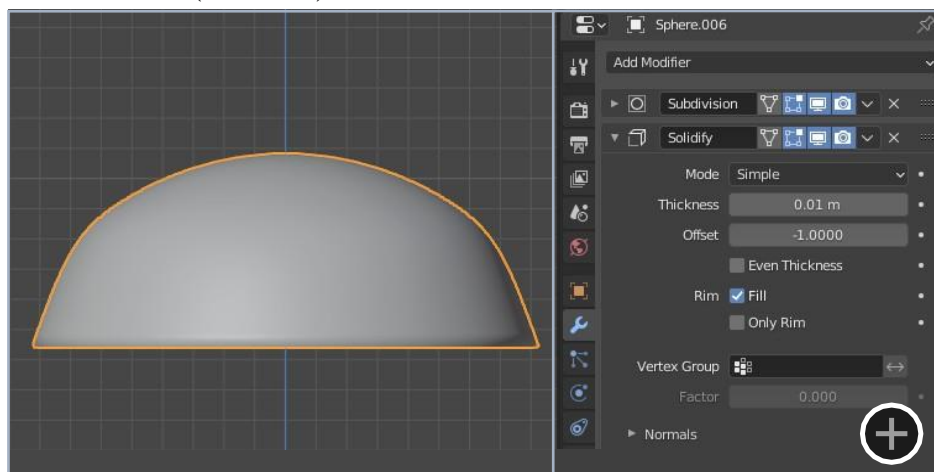 Sphere.006
Add Modifier
Subdivision
Solidify
Mode Simple
Thickness 0.01 m
Offset -1.0000
Even Thickness
Rim Fill
Only Rim
Vertex Group
Factor 0.000
Normals